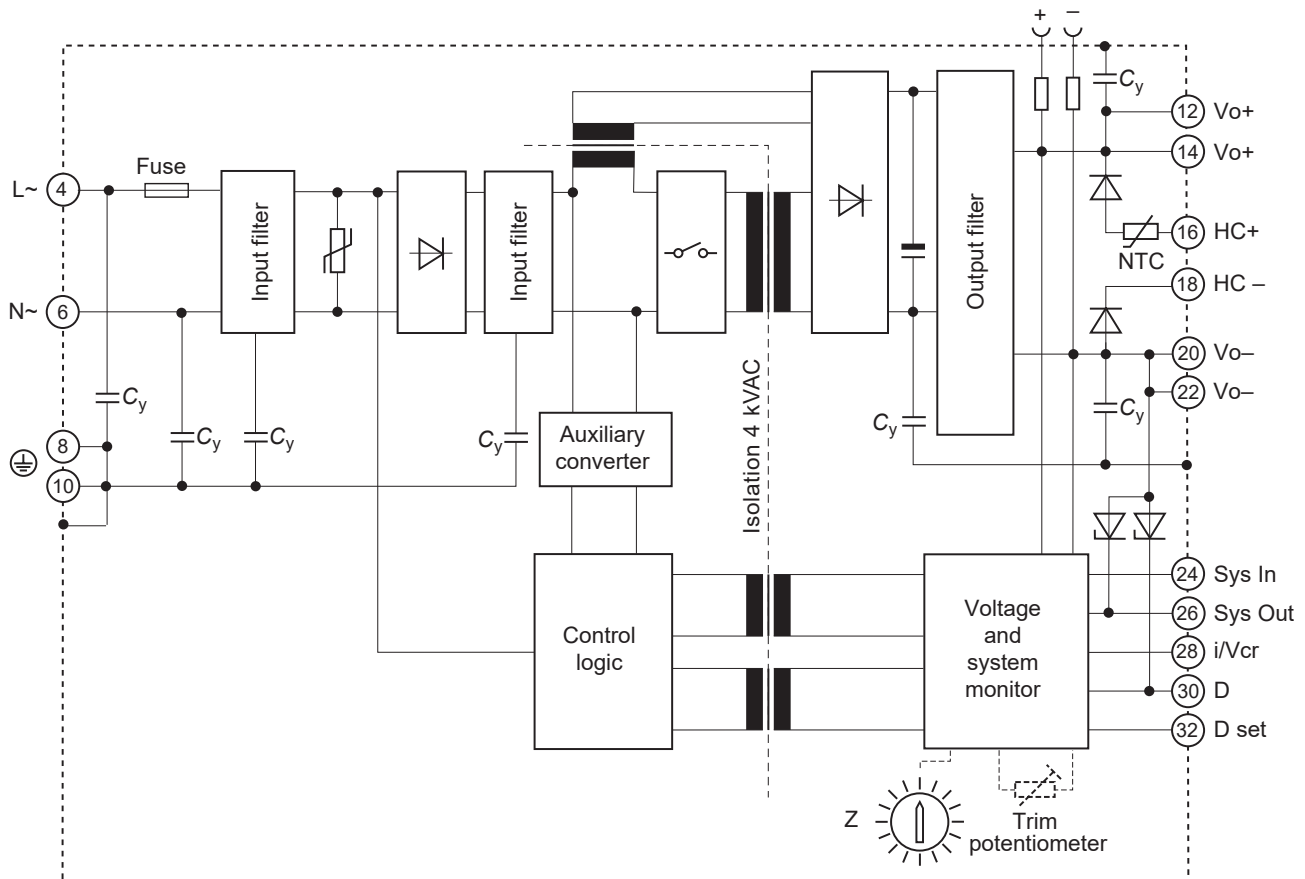 + –
Cy
12 Vo+
14 Vo+
Fuse
L~ 4
Input filter
Input filter
Output filter
16 HC+
NTC
18 HC –
N~ 6
20 Vo–
Isolation 4 kVAC
22 Vo–
Cy
Cy
Cy
Cy
Cy
Cy
8
Auxiliary
converter
10
24 Sys In
Voltage
and
system
monitor
26 Sys Out
Control
logic
28 i/Vcr
30 D
32 D set
Z
Trim
potentiometer